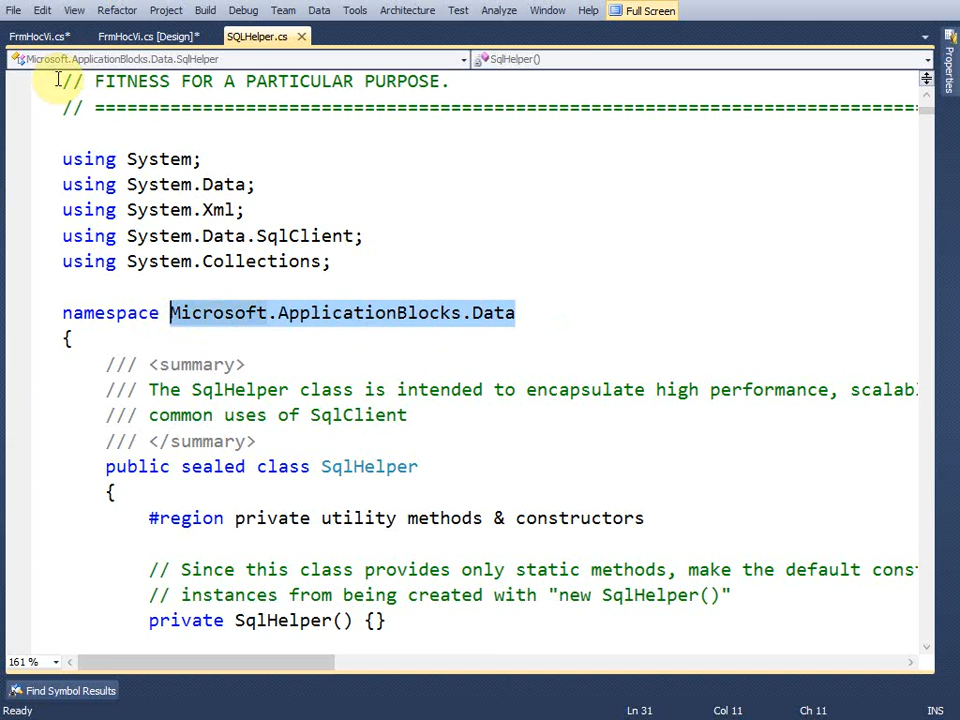 File Edit View Refactor Project Build Debug Team Data Tools Architecture Test Analyze Window Help Full Screen
FrmHocVi.cs* FrmHocVi.cs [Design]* SQLHelper.cs
Microsoft.ApplicationBlocks.Data.SqlHelper SqlHelper()
Properties
// FITNESS FOR A PARTICULAR PURPOSE.
// ============================================================================
using System;
using System.Data;
using System.Xml;
using System.Data.SqlClient;
using System.Collections;
namespace Microsoft.ApplicationBlocks.Data
{
/// <summary>
/// The SqlHelper class is intended to encapsulate high performance, scalab
/// common uses of SqlClient
/// </summary>
public sealed class SqlHelper
{
#region private utility methods & constructors
// Since this class provides only static methods, make the default cons
// instances from being created with "new SqlHelper()"
private SqlHelper() {}
161 %
Find Symbol Results
Ready Ln 31 Col 11 Ch 11 INS